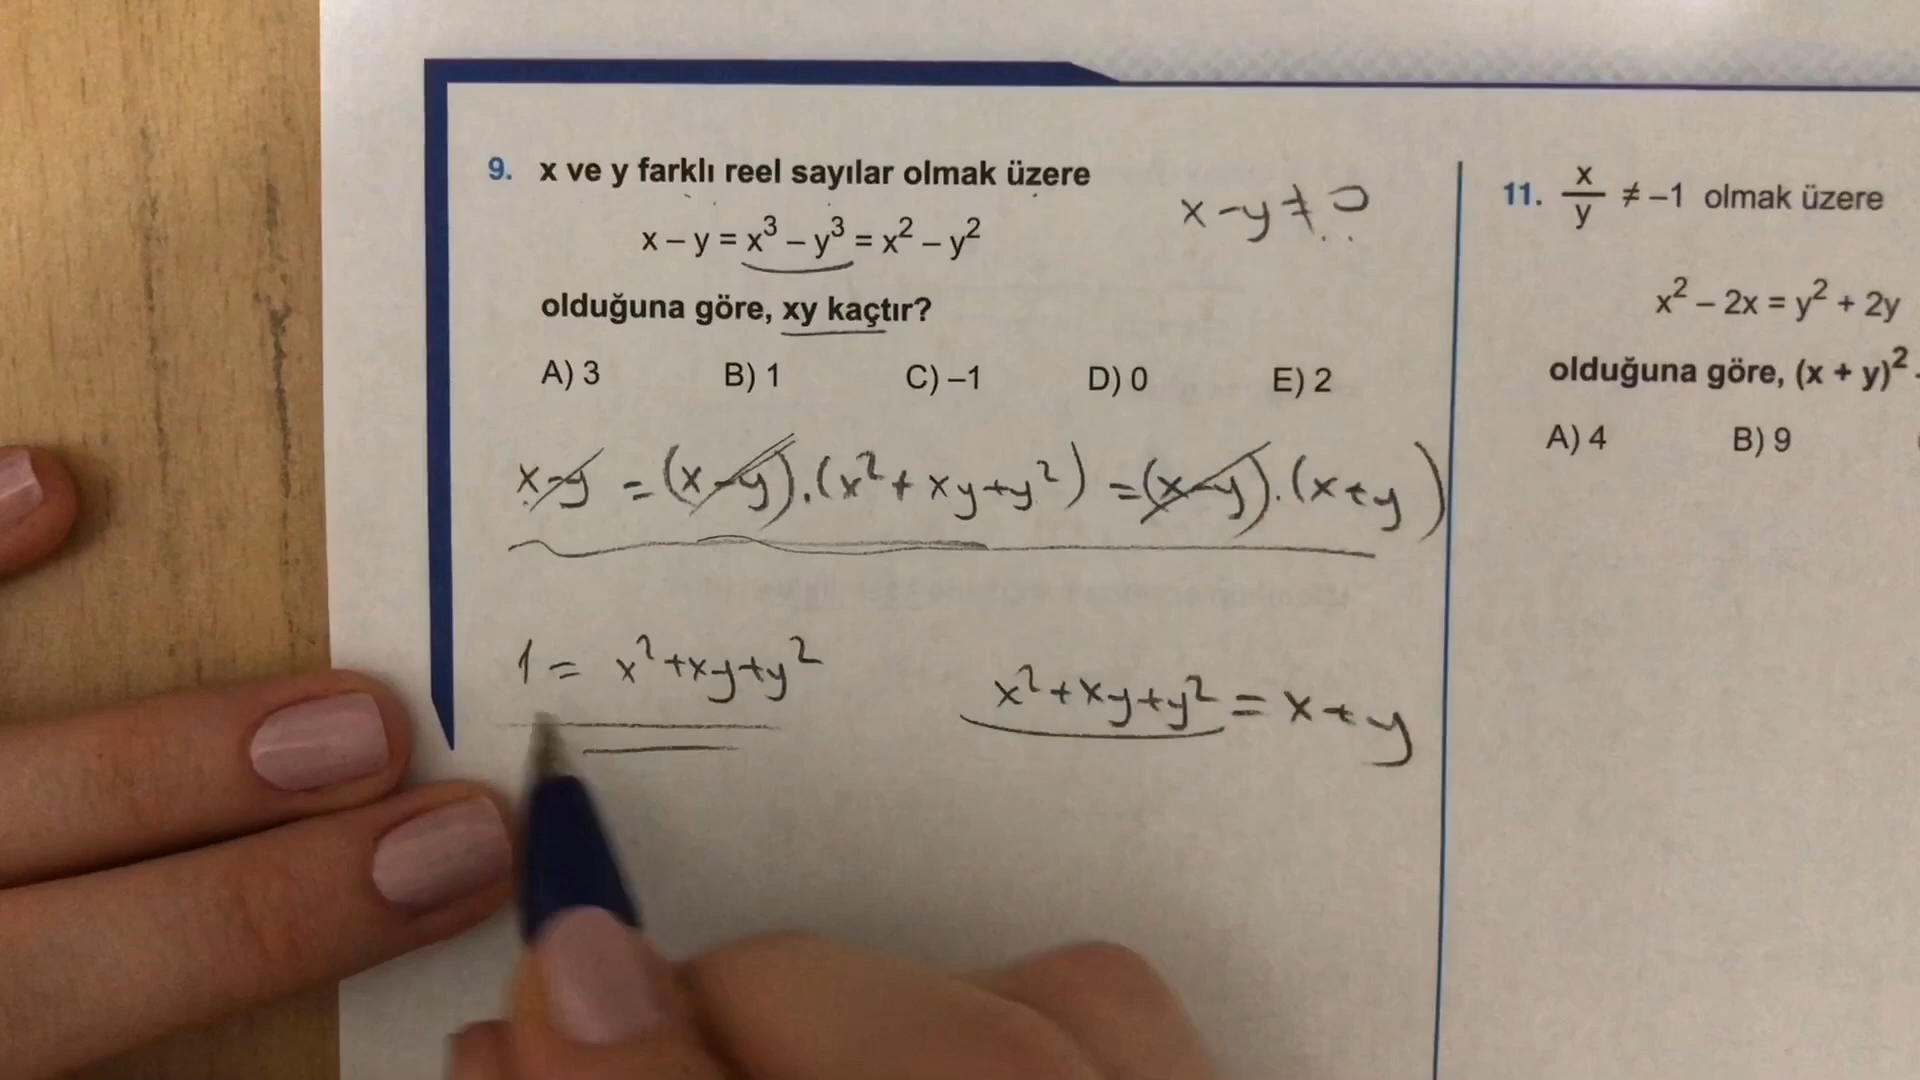 9. x ve y farklı reel sayılar olmak üzere
x – y = x³ – y³ = x² – y²
olduğuna göre, xy kaçtır?
A) 3 B) 1 C) –1 D) 0 E) 2
x-y≠0
x-y = (x-y).(x²+xy+y²) = (x-y).(x+y)
1 = x²+xy+y²
x²+xy+y² = x+y
11. x/y ≠ –1 olmak üzere
x² – 2x = y² + 2y
olduğuna göre, (x + y)²
A) 4 B) 9